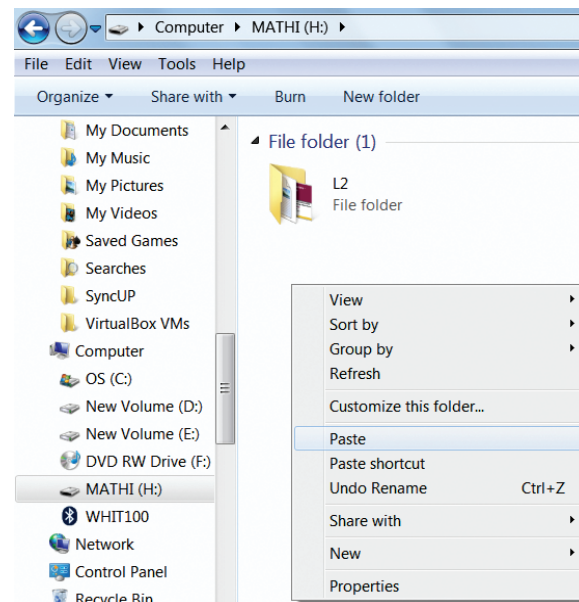 Computer MATHI (H:)
File Edit View Tools Help
Organize Share with Burn New folder
My Documents
My Music
My Pictures
My Videos
Saved Games
Searches
SyncUP
VirtualBox VMs
Computer
OS (C:)
New Volume (D:)
New Volume (E:)
DVD RW Drive (F:)
MATHI (H:)
WHIT100
Network
Control Panel
Recycle Bin
File folder (1)
L2
File folder
View
Sort by
Group by
Refresh
Customize this folder...
Paste
Paste shortcut
Undo Rename Ctrl+Z
Share with
New
Properties